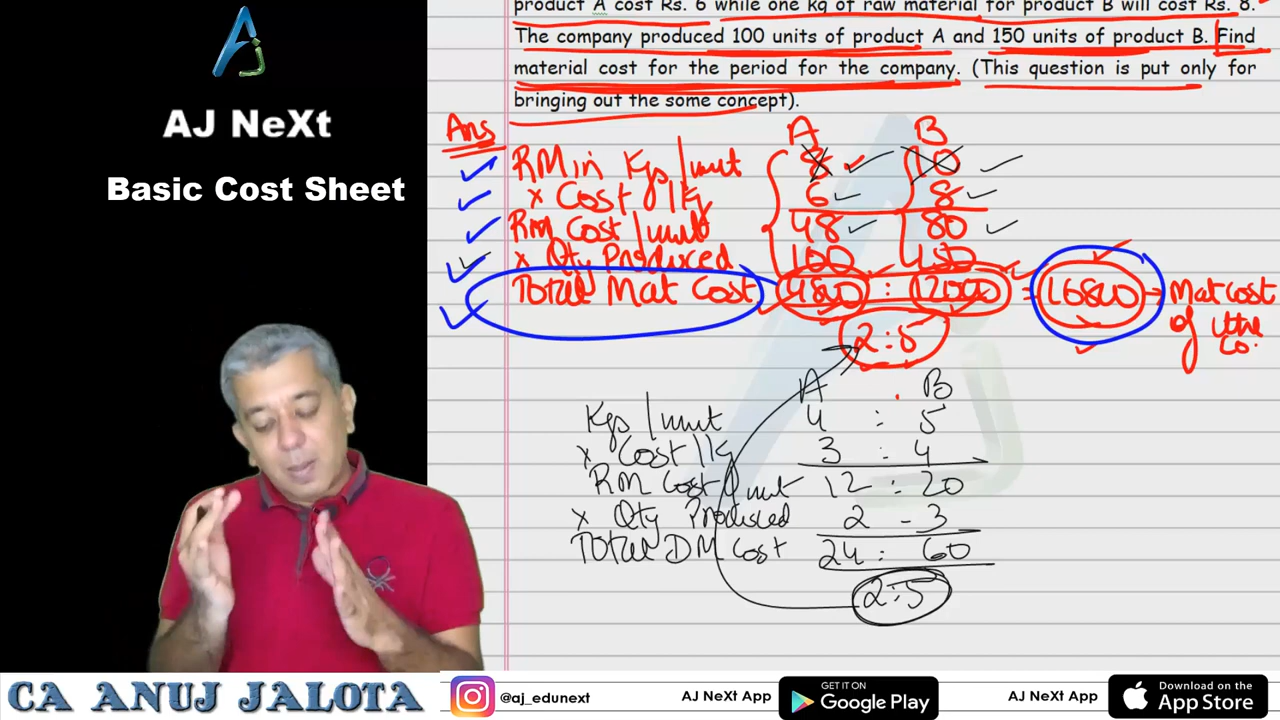 AJ NeXt
Basic Cost Sheet
product A cost Rs. 6 while one kg of raw material for product B will cost Rs. 8.
The company produced 100 units of product A and 150 units of product B. Find
material cost for the period for the company. (This question is put only for
bringing out the some concept).
Ans A B
RM in Kgs/unit 8 10
x Cost/kg 6 8
RM Cost/unit 48 80
x Qty Produced 100 150
Total Mat Cost 4800 : 12000 = 16800 → Mat cost
of the
Co.
2:5
A B
Kgs/unit 4 : 5
x Cost/kg 3 : 4
RM Cost/unit 12 : 20
x Qty Produced 2 - 3
Total DM Cost 24 : 60
2:5
CA ANUJ JALOTA
@aj_edunext
AJ NeXt App
GET IT ON
Google Play
AJ NeXt App
Download on the
App Store